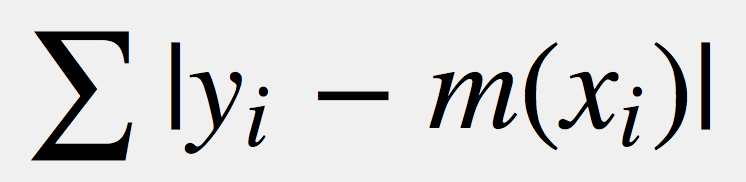 ∑ |yᵢ − m(xᵢ)|